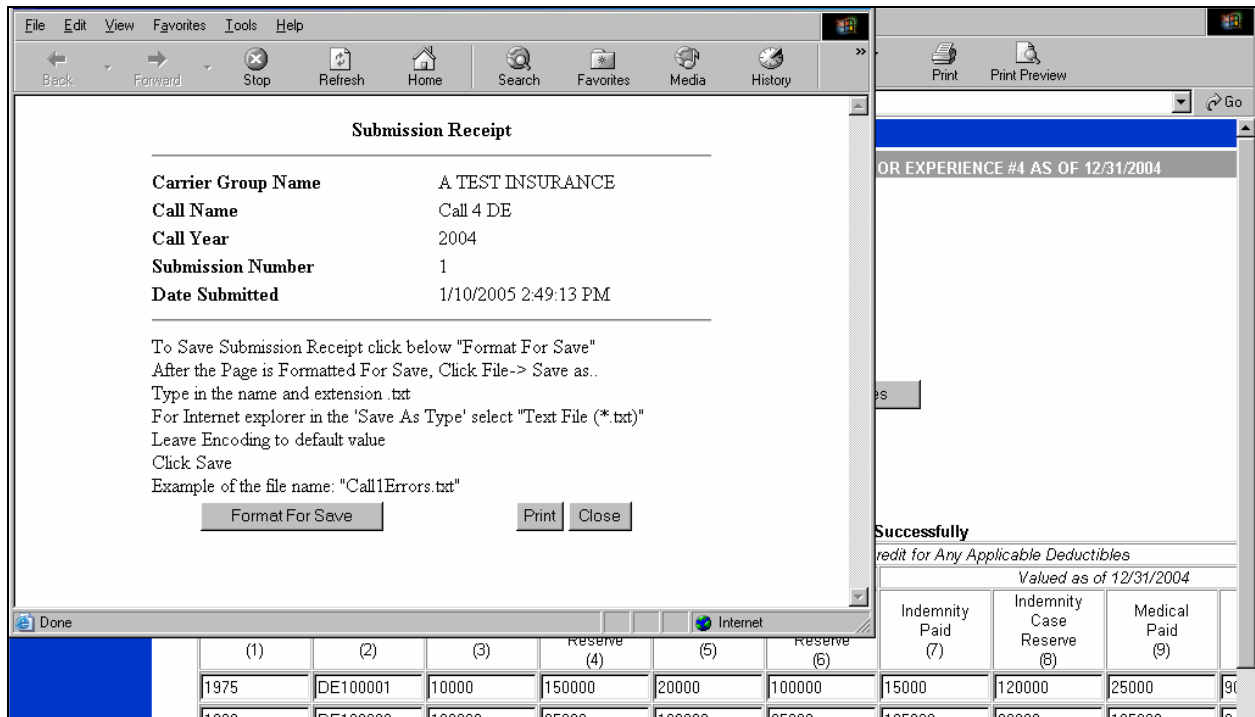 File Edit View Favorites Tools Help
Back Forward Stop Refresh Home Search Favorites Media History »
Print Print Preview
Go
Submission Receipt
OR EXPERIENCE #4 AS OF 12/31/2004
Carrier Group Name A TEST INSURANCE
Call Name Call 4 DE
Call Year 2004
Submission Number 1
Date Submitted 1/10/2005 2:49:13 PM
To Save Submission Receipt click below "Format For Save"
After the Page is Formatted For Save, Click File-> Save as..
Type in the name and extension .txt
For Internet explorer in the 'Save As Type' select "Text File (*.txt)"
Leave Encoding to default value
Click Save
Example of the file name: "Call1Errors.txt"
Format For Save Print Close
es
Successfully
redit for Any Applicable Deductibles
Valued as of 12/31/2004
Done Internet
Indemnity Paid (7)
Indemnity Case Reserve (8)
Medical Paid (9)
(1) (2) (3) Reserve (4) (5) Reserve (6)
1975 DE100001 10000 150000 20000 100000 15000 120000 25000